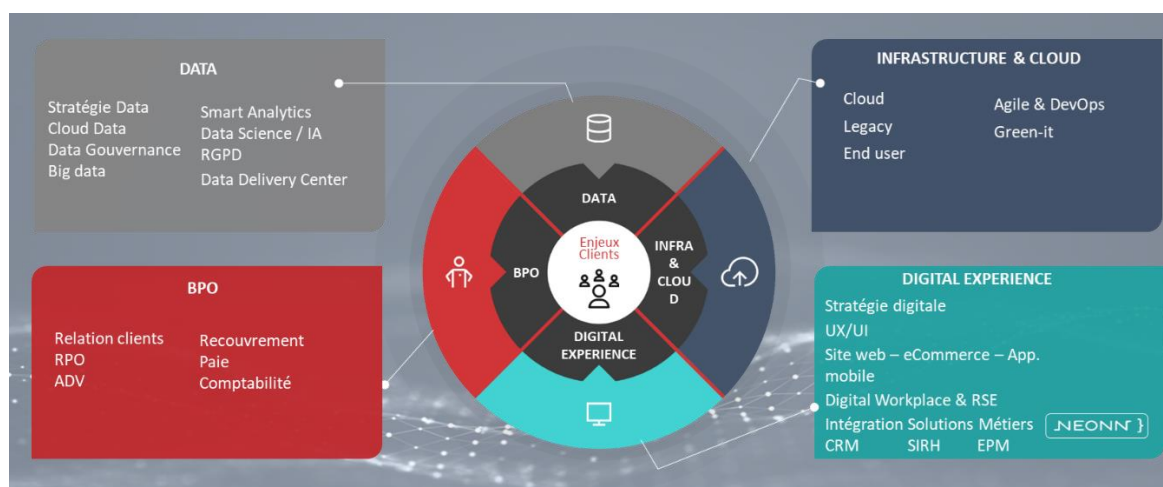 DATA
Stratégie Data
Cloud Data
Data Gouvernance
Big data
Smart Analytics
Data Science / IA
RGPD
Data Delivery Center
INFRASTRUCTURE & CLOUD
Cloud
Legacy
End user
Agile & DevOps
Green-it
DATA
BPO
Enjeux
Clients
INFRA
&
CLOU
D
DIGITAL
EXPERIENCE
BPO
Relation clients
RPO
ADV
Recouvrement
Paie
Comptabilité
DIGITAL EXPERIENCE
Stratégie digitale
UX/UI
Site web – eCommerce – App.
mobile
Digital Workplace & RSE
Intégration Solutions Métiers
CRM SIRH EPM
NEONN }